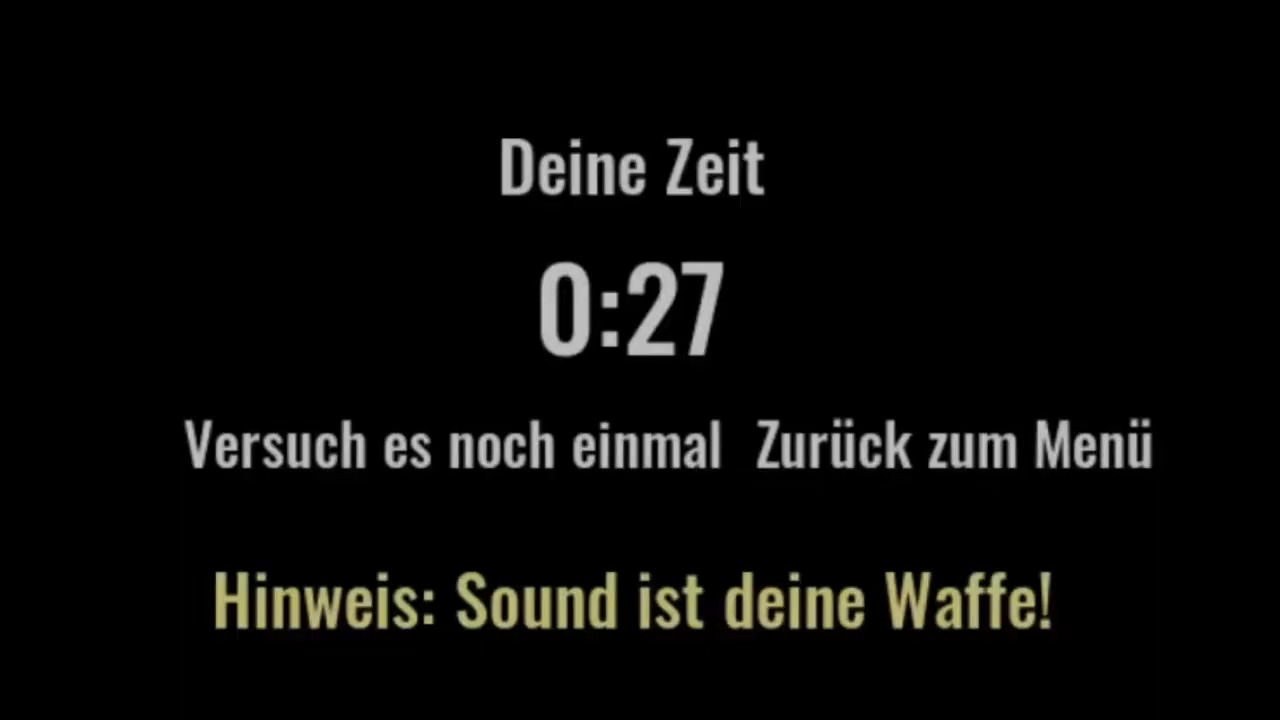 Deine Zeit
0:27
Versuch es noch einmal Zurück zum Menü
Hinweis: Sound ist deine Waffe!